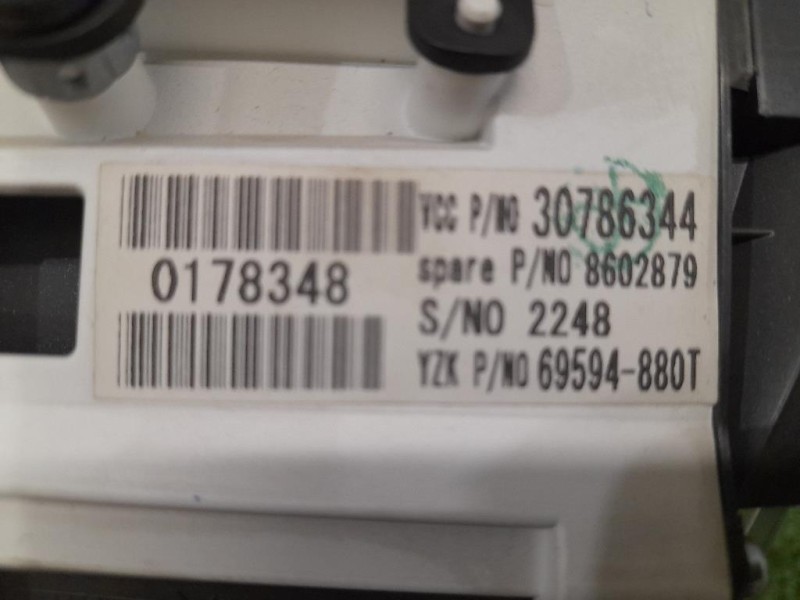 VCC P/NO 30786344
0178348
spare P/NO 8602879
S/NO 2248
YZK P/NO 69594-880T